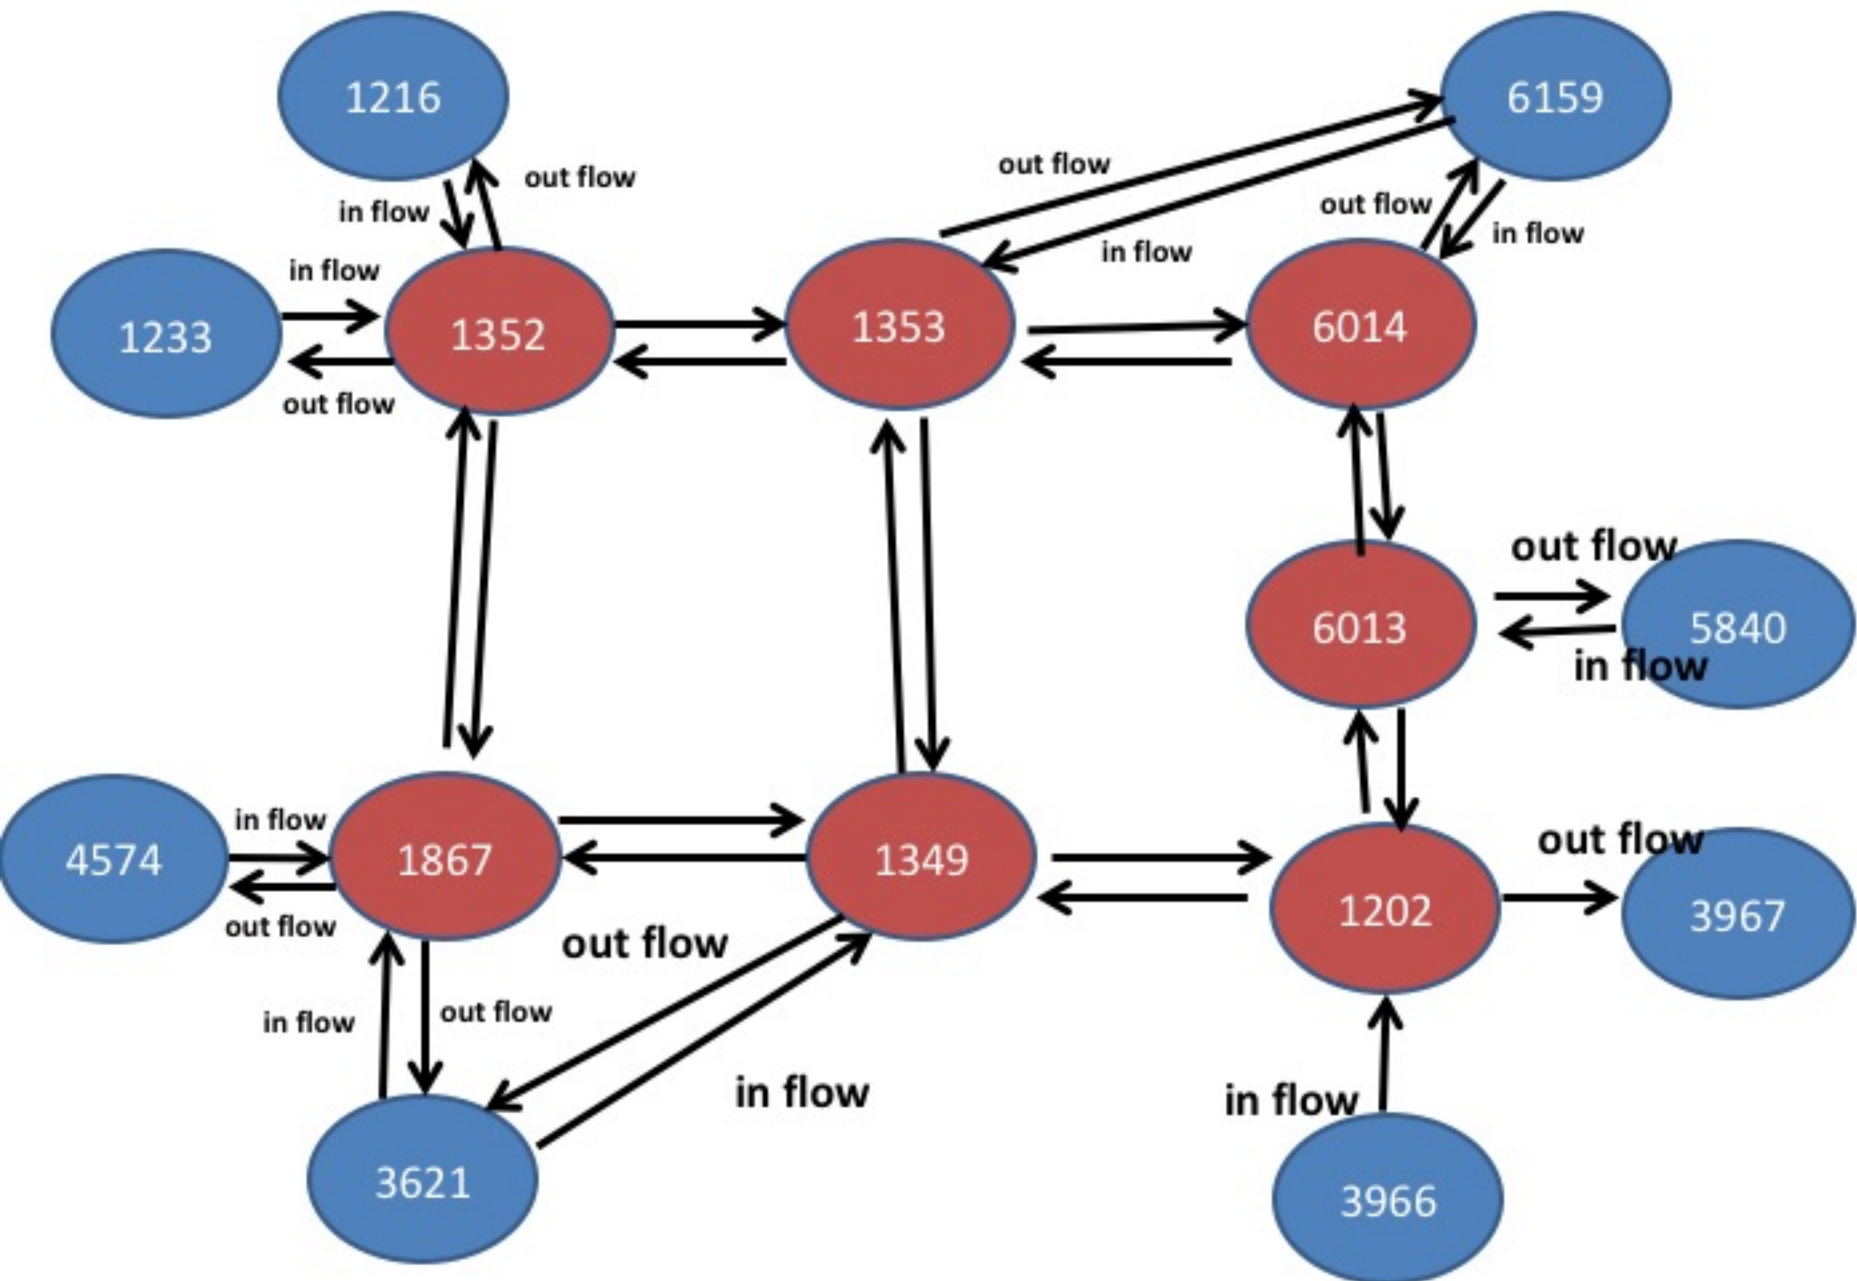 1216
6159
out flow
out flow
in flow
out flow
in flow
in flow
in flow
1233
1352
1353
6014
out flow
out flow
6013
5840
in flow
in flow
4574
1867
1349
out flow
1202
3967
out flow
out flow
in flow
out flow
in flow
in flow
3621
3966